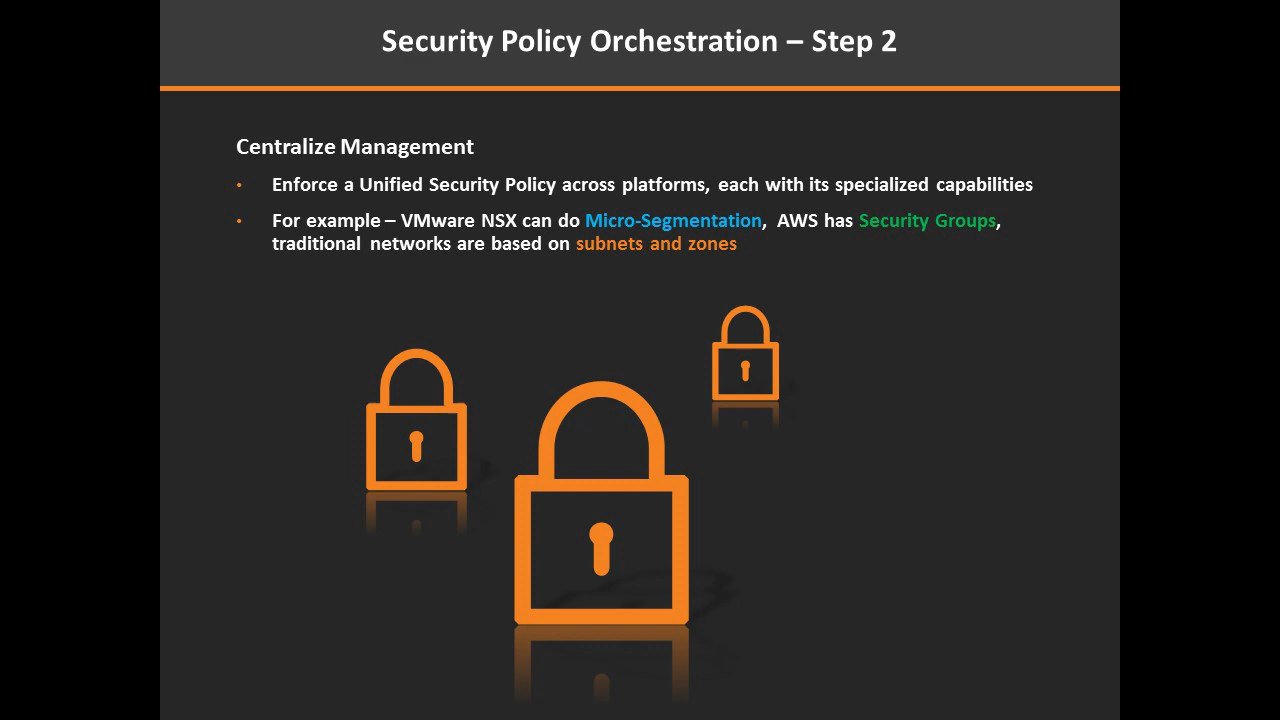 Security Policy Orchestration – Step 2
Centralize Management
• Enforce a Unified Security Policy across platforms, each with its specialized capabilities
• For example – VMware NSX can do Micro-Segmentation, AWS has Security Groups,
traditional networks are based on subnets and zones